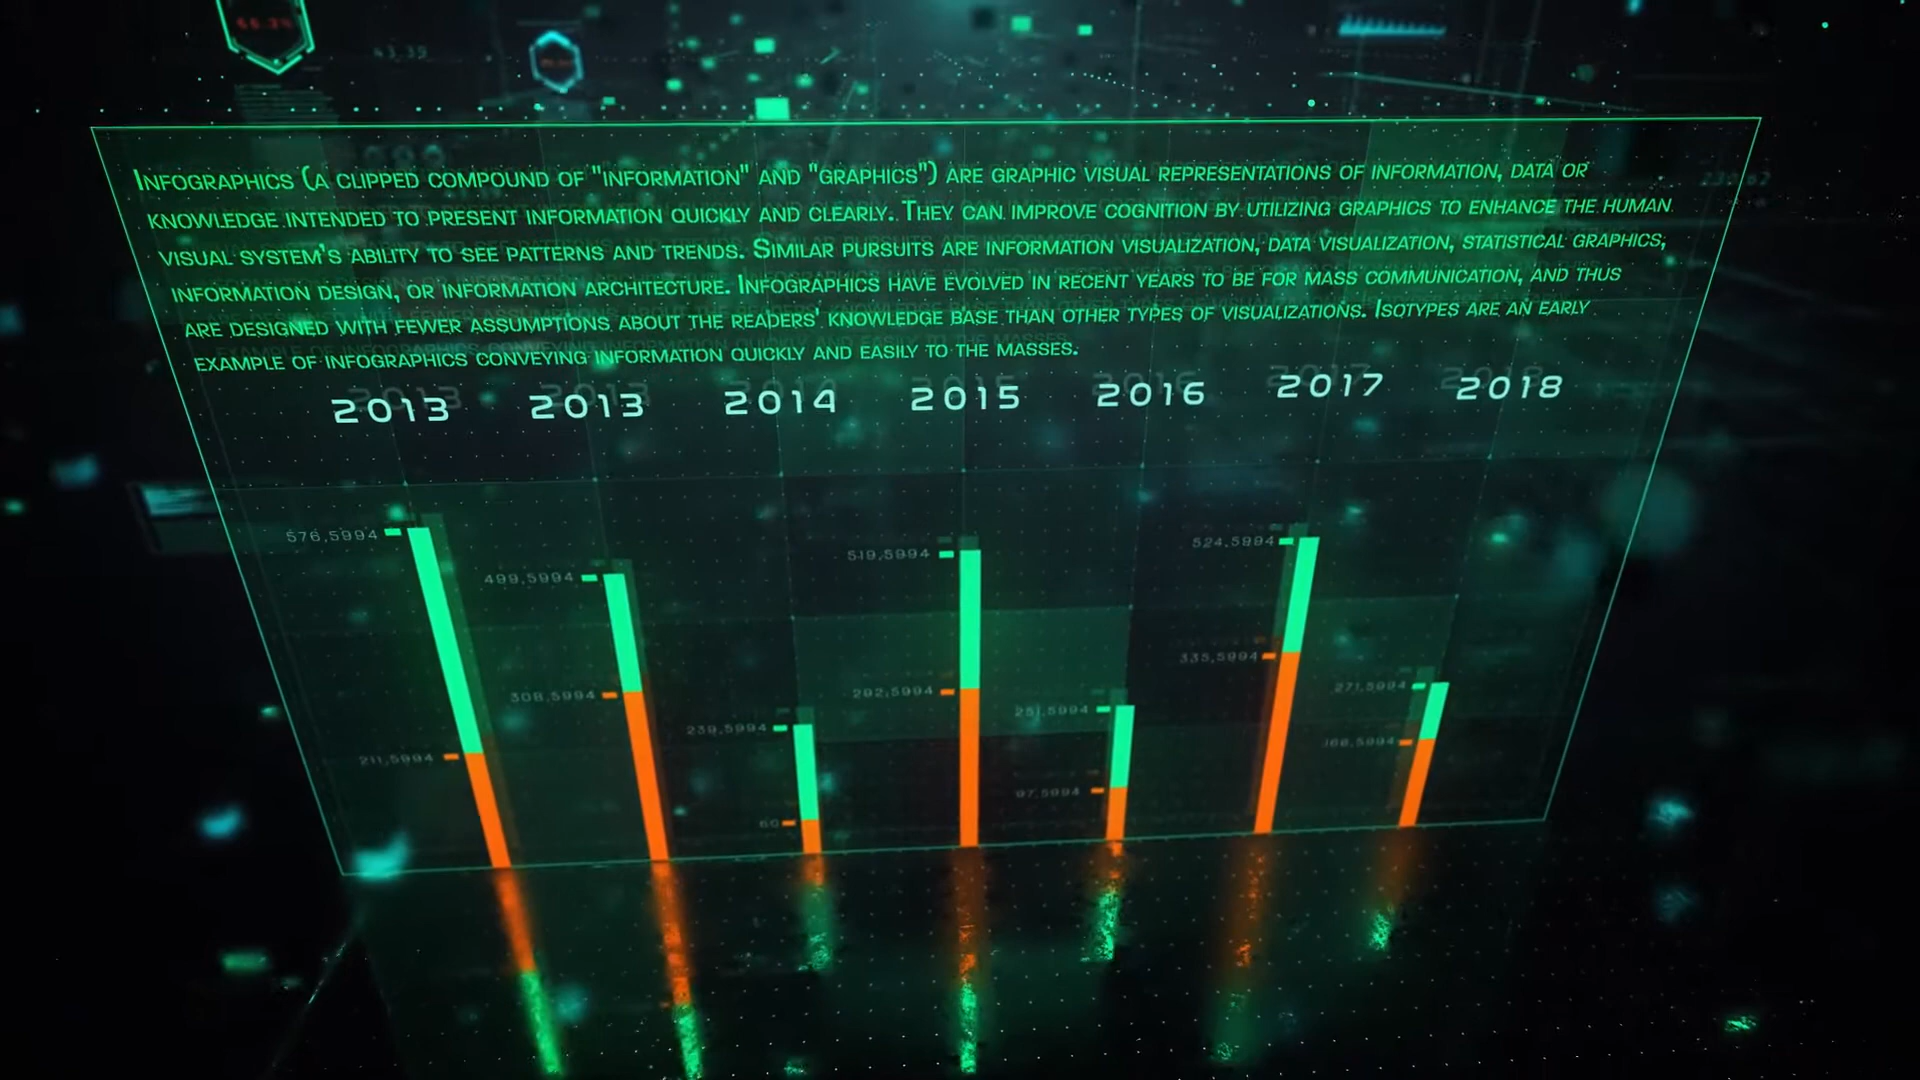 43,39
INFOGRAPHICS (A CLIPPED COMPOUND OF "INFORMATION" AND "GRAPHICS") ARE GRAPHIC VISUAL REPRESENTATIONS OF INFORMATION, DATA OR
KNOWLEDGE INTENDED TO PRESENT INFORMATION QUICKLY AND CLEARLY. THEY CAN IMPROVE COGNITION BY UTILIZING GRAPHICS TO ENHANCE THE HUMAN
VISUAL SYSTEM'S ABILITY TO SEE PATTERNS AND TRENDS. SIMILAR PURSUITS ARE INFORMATION VISUALIZATION, DATA VISUALIZATION, STATISTICAL GRAPHICS,
INFORMATION DESIGN, OR INFORMATION ARCHITECTURE. INFOGRAPHICS HAVE EVOLVED IN RECENT YEARS TO BE FOR MASS COMMUNICATION, AND THUS
ARE DESIGNED WITH FEWER ASSUMPTIONS ABOUT THE READERS' KNOWLEDGE BASE THAN OTHER TYPES OF VISUALIZATIONS. ISOTYPES ARE AN EARLY
EXAMPLE OF INFOGRAPHICS CONVEYING INFORMATION QUICKLY AND EASILY TO THE MASSES.
2013 2013 2014 2015 2016 2017 2018
576,5994 499,5994 519,5994 524,5994
308,5994 292,5994 335,5994 271,5994
211,5994 239,5994 251,5994 168,5994
60 97,5994